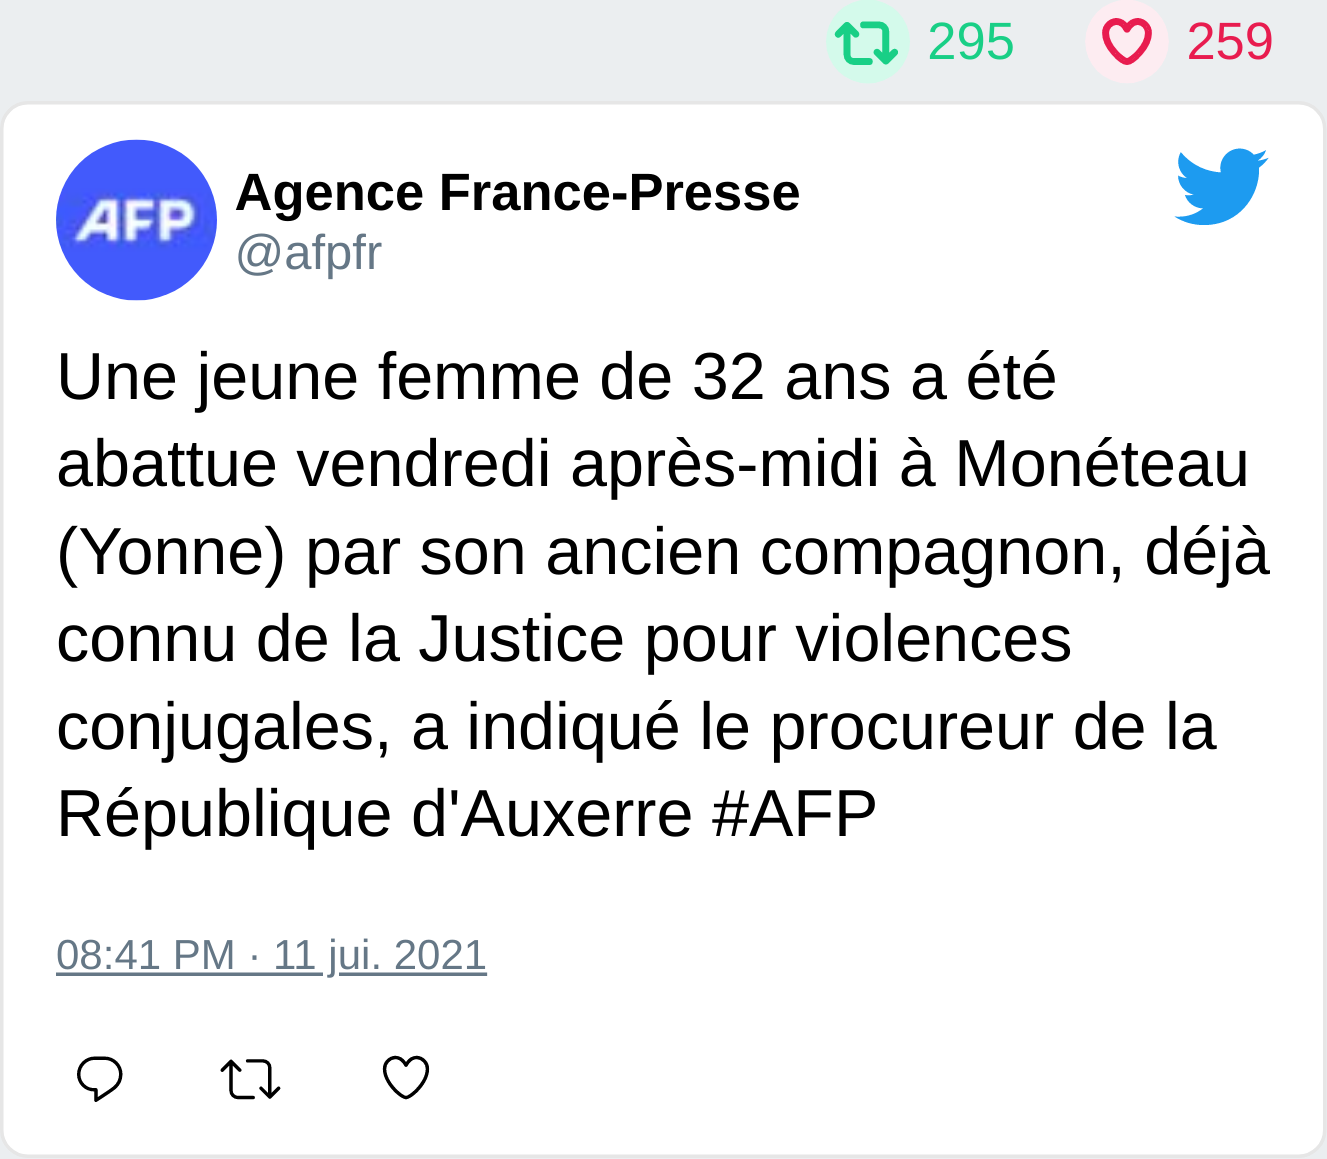 295 259
AFP
Agence France-Presse
@afpfr
Une jeune femme de 32 ans a été
abattue vendredi après-midi à Monéteau
(Yonne) par son ancien compagnon, déjà
connu de la Justice pour violences
conjugales, a indiqué le procureur de la
République d'Auxerre #AFP
08:41 PM · 11 jui. 2021